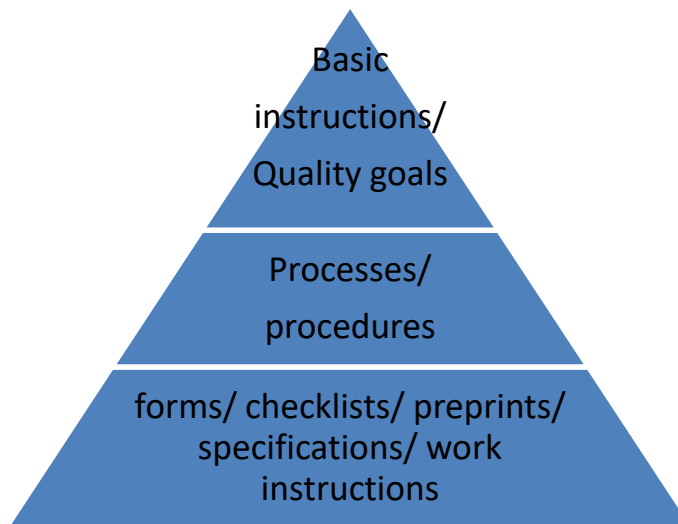 Basic
instructions/
Quality goals
Processes/
procedures
forms/ checklists/ preprints/
specifications/ work
instructions